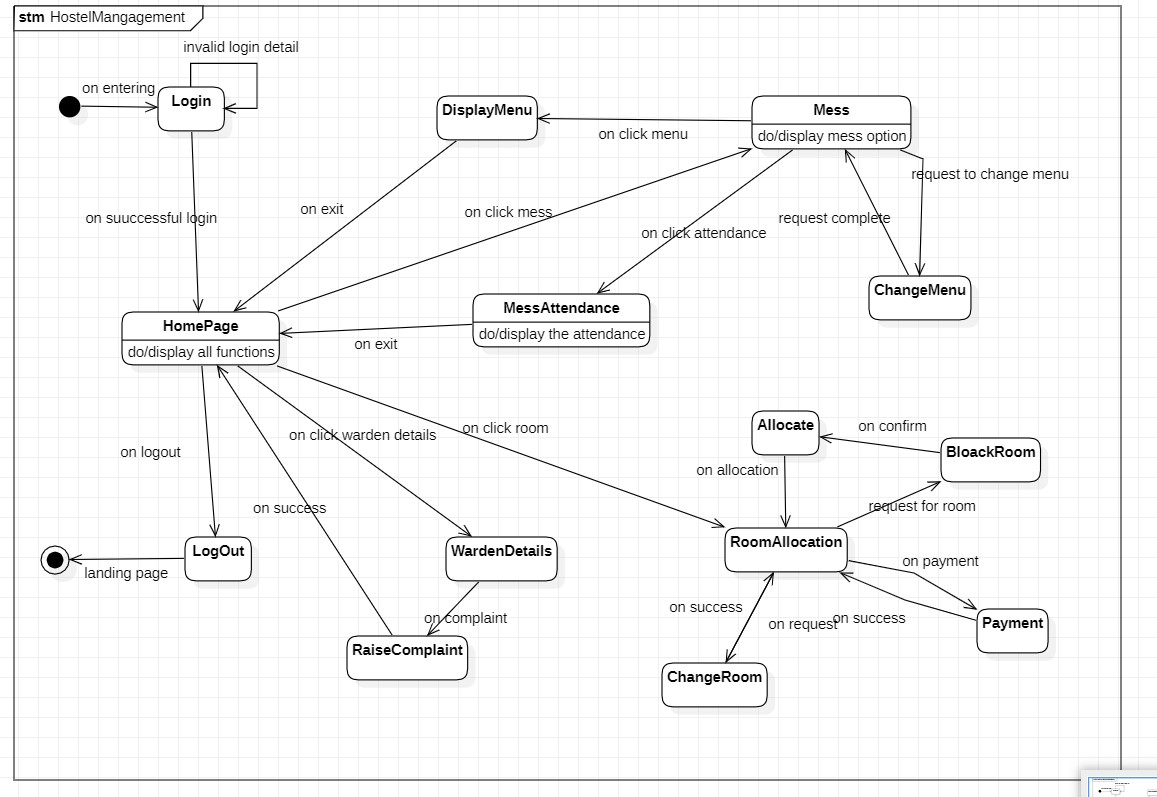 stm HostelMangagement
invalid login detail
on entering
Login
DisplayMenu
Mess
do/display mess option
on click menu
request to change menu
on suuccessful login
on exit
on click mess
on click attendance
request complete
ChangeMenu
HomePage
do/display all functions
MessAttendance
do/display the attendance
on exit
on click warden details
on click room
Allocate
on confirm
BloackRoom
on logout
on allocation
on success
request for room
LogOut
WardenDetails
RoomAllocation
landing page
on payment
on complaint
on success
on request
on success
Payment
RaiseComplaint
ChangeRoom